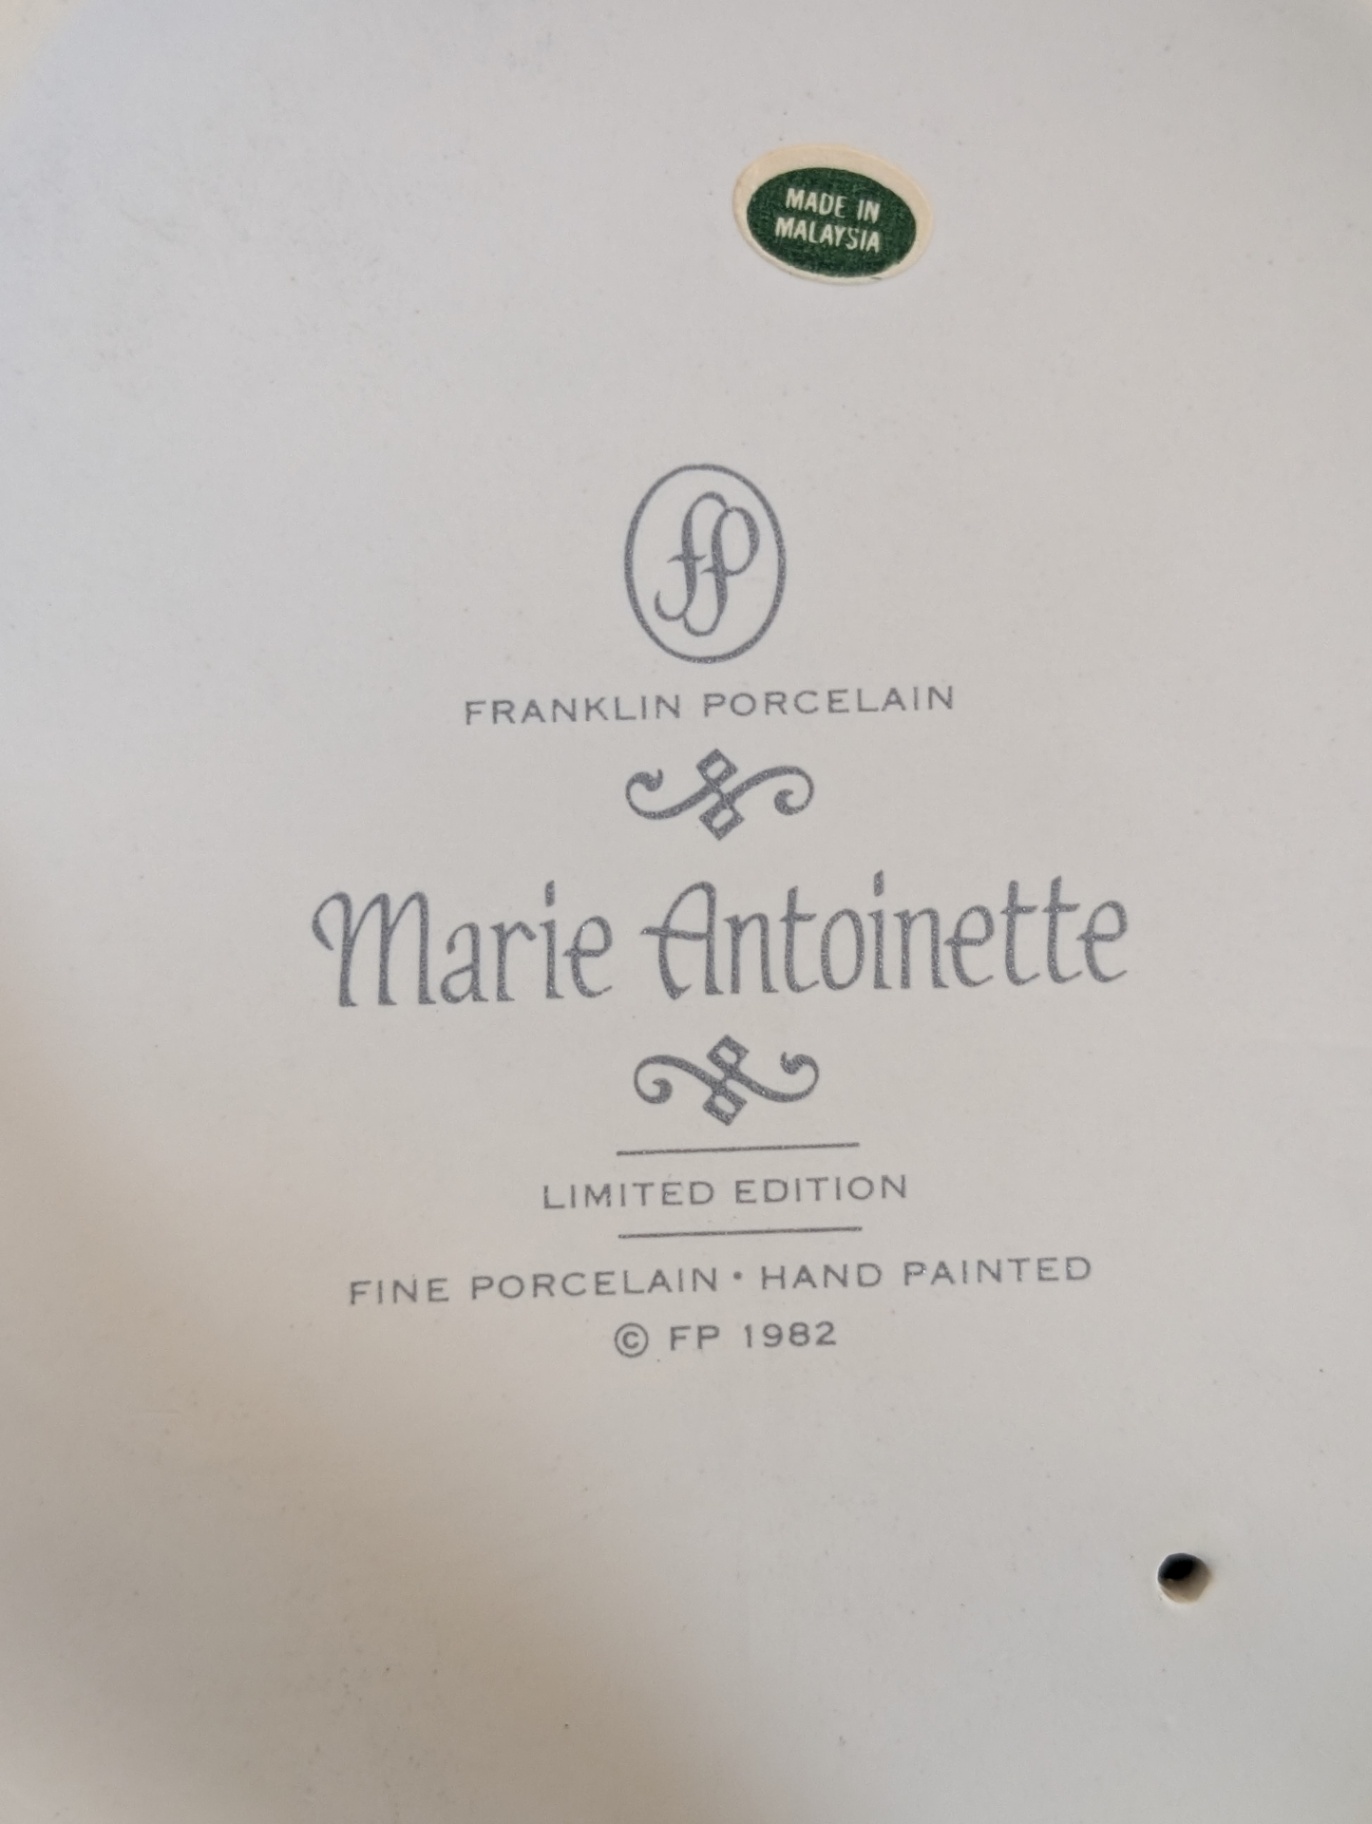 MADE IN
MALAYSIA
fp
FRANKLIN PORCELAIN
Marie Antoinette
LIMITED EDITION
FINE PORCELAIN • HAND PAINTED
© FP 1982